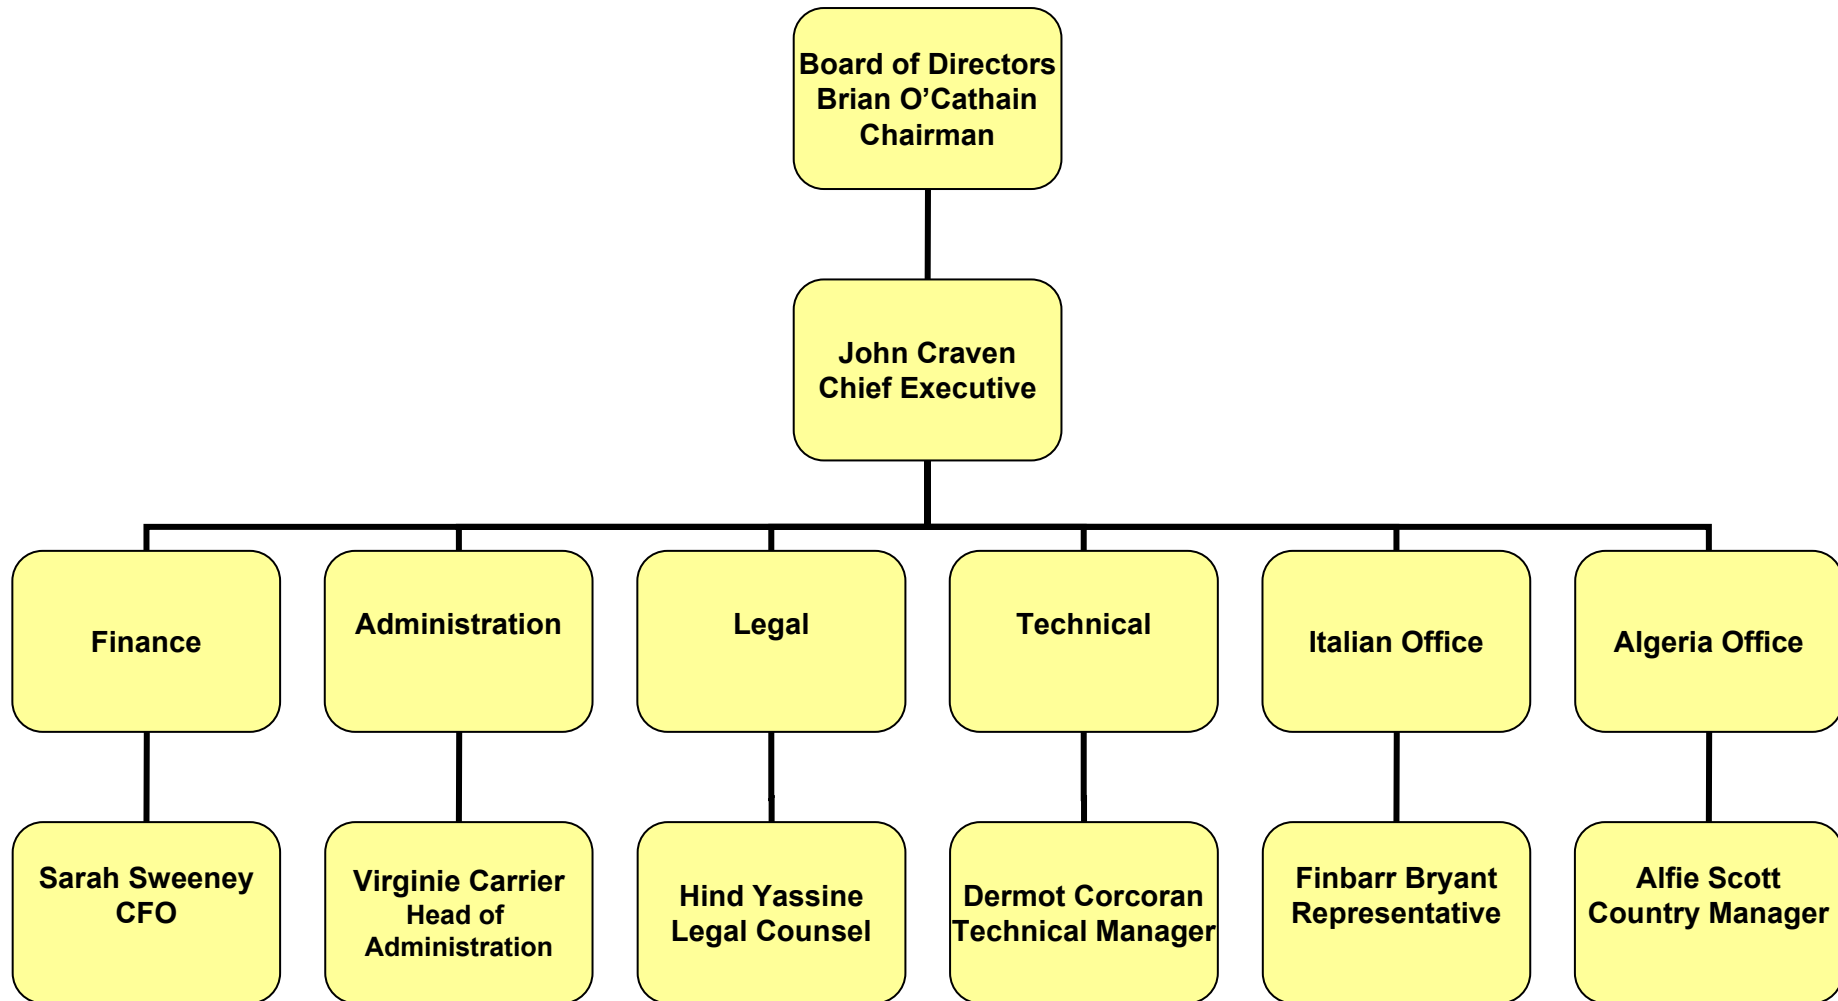 Board of Directors
Brian O’Cathain
Chairman
John Craven
Chief Executive
Finance
Administration
Legal
Technical
Italian Office
Algeria Office
Sarah Sweeney
CFO
Virginie Carrier
Head of
Administration
Hind Yassine
Legal Counsel
Dermot Corcoran
Technical Manager
Finbarr Bryant
Representative
Alfie Scott
Country Manager